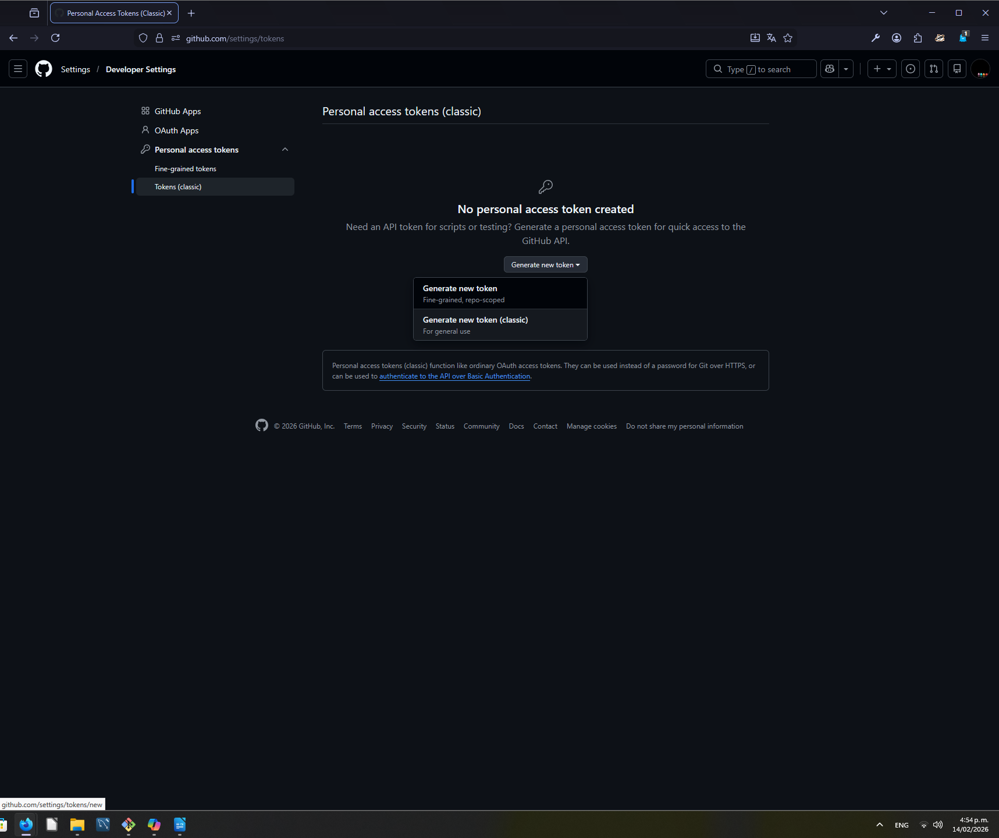 Personal Access Tokens (Classic)
github.com/settings/tokens
Settings / Developer Settings
Type / to search
1
GitHub Apps
OAuth Apps
Personal access tokens
Fine-grained tokens
Tokens (classic)
Personal access tokens (classic)
No personal access token created
Need an API token for scripts or testing? Generate a personal access token for quick access to the
GitHub API.
Generate new token
Generate new token
Fine-grained, repo-scoped
Generate new token (classic)
For general use
Personal access tokens (classic) function like ordinary OAuth access tokens. They can be used instead of a password for Git over HTTPS, or
can be used to authenticate to the API over Basic Authentication.
© 2026 GitHub, Inc. Terms Privacy Security Status Community Docs Contact Manage cookies Do not share my personal information
github.com/settings/tokens/new
ENG
4:54 p. m.
14/02/2026